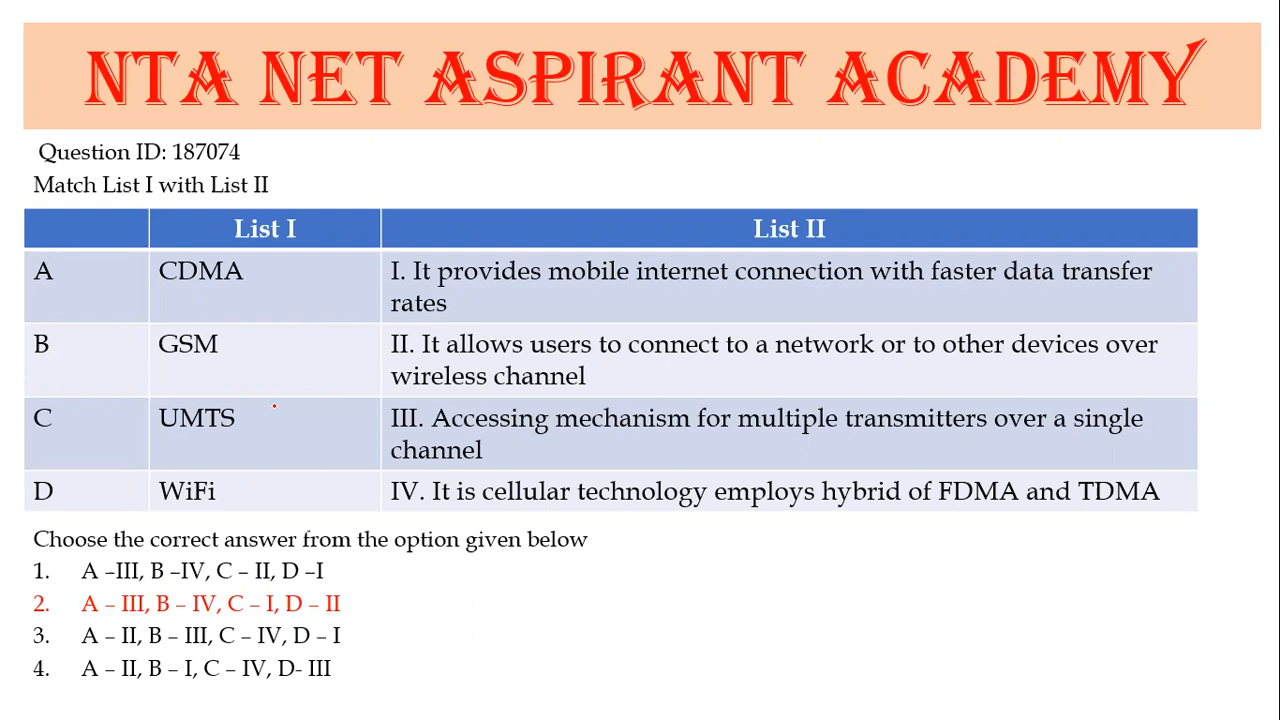 NTA NET ASPIRANT ACADEMY
Question ID: 187074
Match List I with List II
List I List II
A CDMA I. It provides mobile internet connection with faster data transfer
rates
B GSM II. It allows users to connect to a network or to other devices over
wireless channel
C UMTS III. Accessing mechanism for multiple transmitters over a single
channel
D WiFi IV. It is cellular technology employs hybrid of FDMA and TDMA
Choose the correct answer from the option given below
1. A –III, B –IV, C – II, D –I
2. A – III, B – IV, C – I, D – II
3. A – II, B – III, C – IV, D – I
4. A – II, B – I, C – IV, D- III